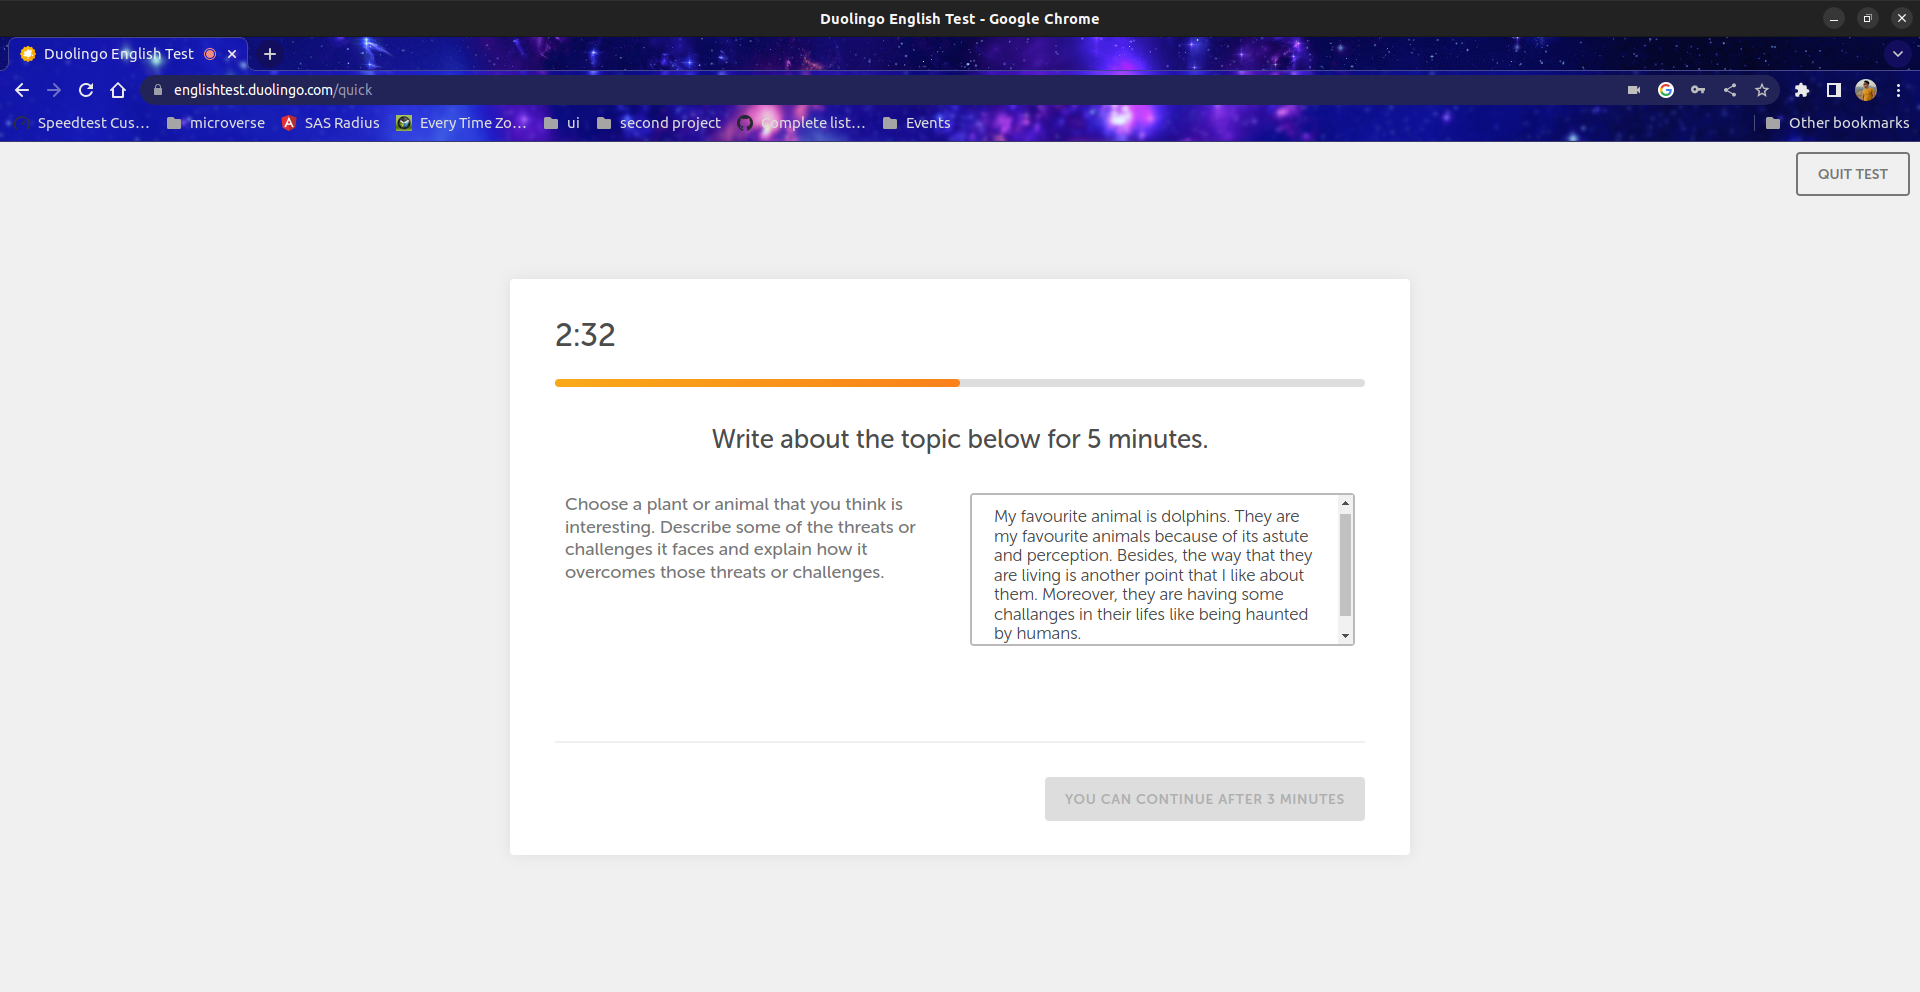 Duolingo English Test - Google Chrome
Duolingo English Test
englishtest.duolingo.com/quick
Speedtest Cus... microverse SAS Radius Every Time Zo... ui second project Complete list... Events Other bookmarks
QUIT TEST
2:32
Write about the topic below for 5 minutes.
Choose a plant or animal that you think is
interesting. Describe some of the threats or
challenges it faces and explain how it
overcomes those threats or challenges.
My favourite animal is dolphins. They are
my favourite animals because of its astute
and perception. Besides, the way that they
are living is another point that I like about
them. Moreover, they are having some
challanges in their lifes like being haunted
by humans.
YOU CAN CONTINUE AFTER 3 MINUTES